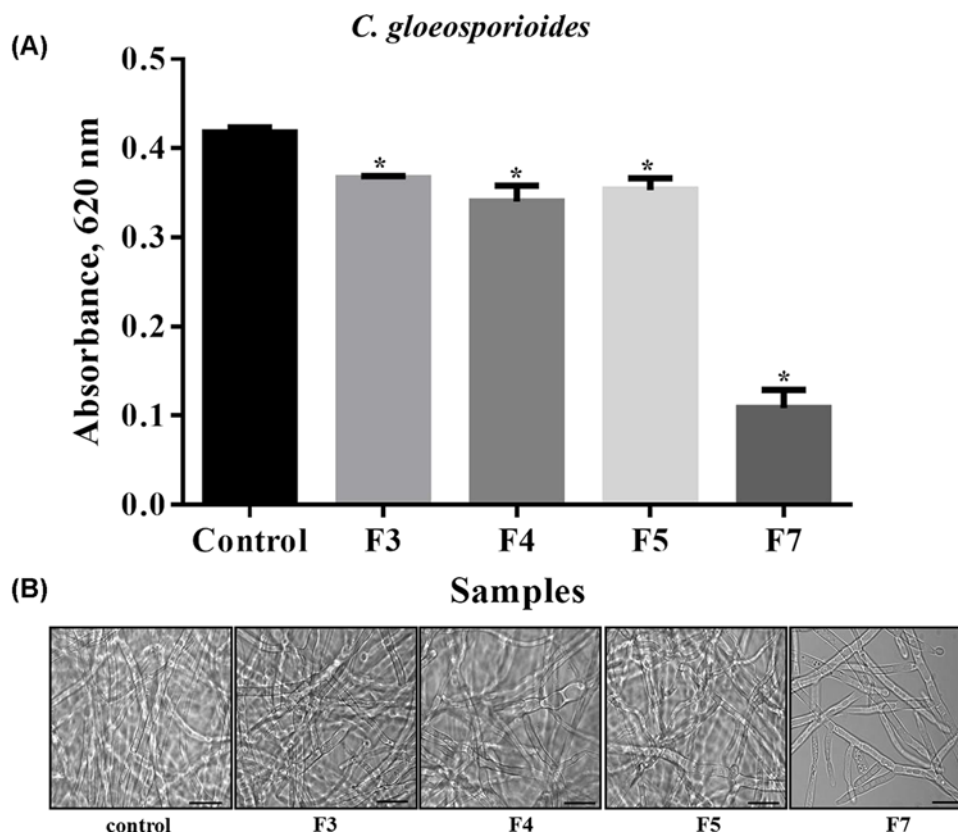 C. gloeosporioides
(A)
Absorbance, 620 nm
0.5
0.4
0.3
0.2
0.1
0.0
* * * *
Control F3 F4 F5 F7
Samples
(B)
control F3 F4 F5 F7